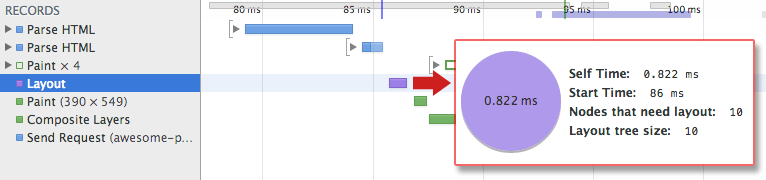 RECORDS
80 ms 85 ms 90 ms 95 ms 100 ms
Parse HTML
Parse HTML
Paint × 4
Layout
Paint (390 × 549)
Composite Layers
Send Request (awesome-p...
0.822 ms
Self Time: 0.822 ms
Start Time: 86 ms
Nodes that need layout: 10
Layout tree size: 10